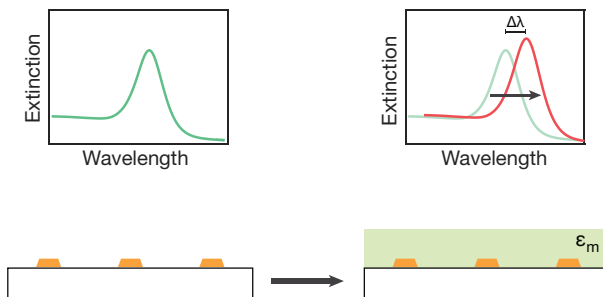 Extinction
Wavelength
Δλ
Extinction
Wavelength
εm